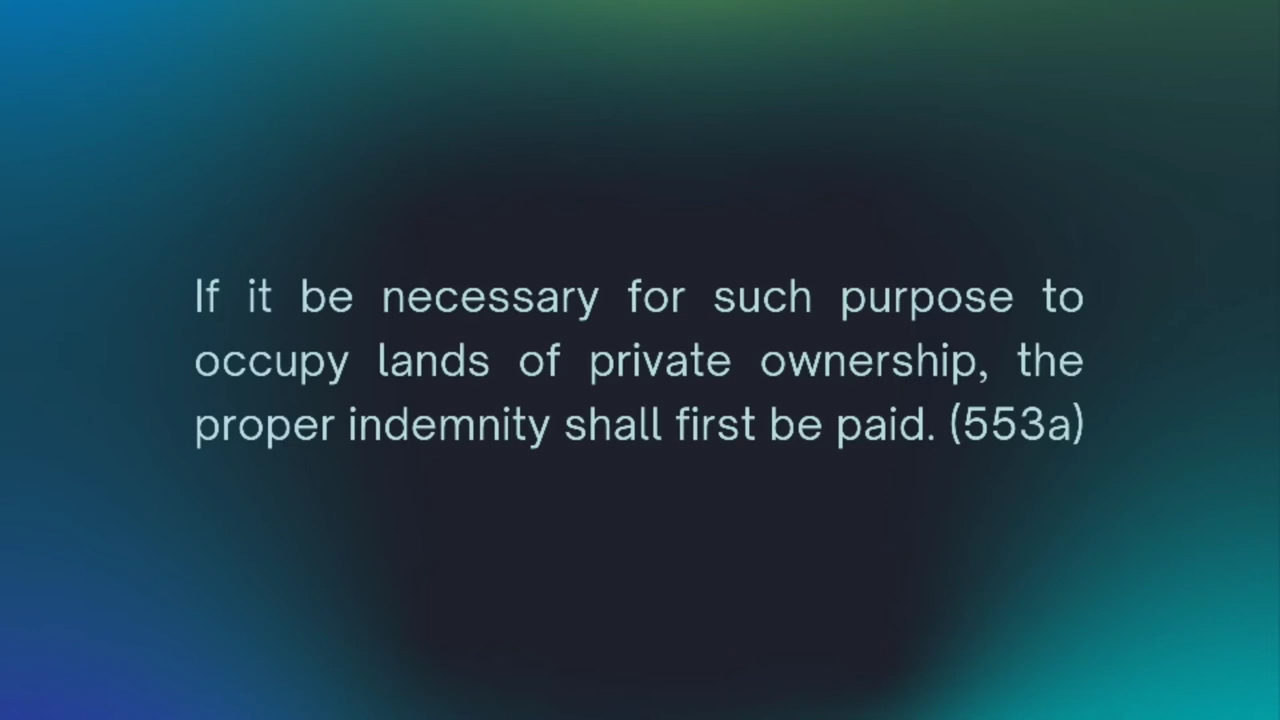 If it be necessary for such purpose to
occupy lands of private ownership, the
proper indemnity shall first be paid. (553a)